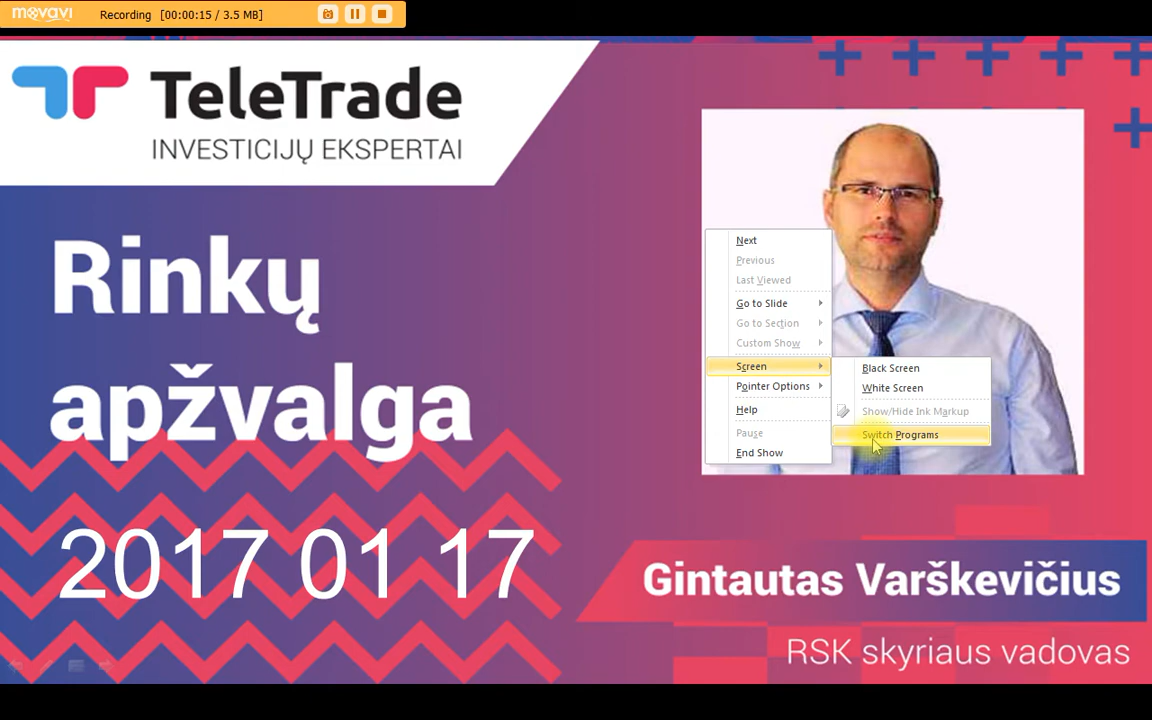 movavi
Recording [00:00:15 / 3.5 MB]
TeleTrade
INVESTICIJŲ EKSPERTAI
Rinkų
apžvalga
2017 01 17
Next
Previous
Last Viewed
Go to Slide
Go to Section
Custom Show
Screen
Pointer Options
Help
Pause
End Show
Black Screen
White Screen
Show/Hide Ink Markup
Switch Programs
Gintautas Varškevičius
RSK skyriaus vadovas